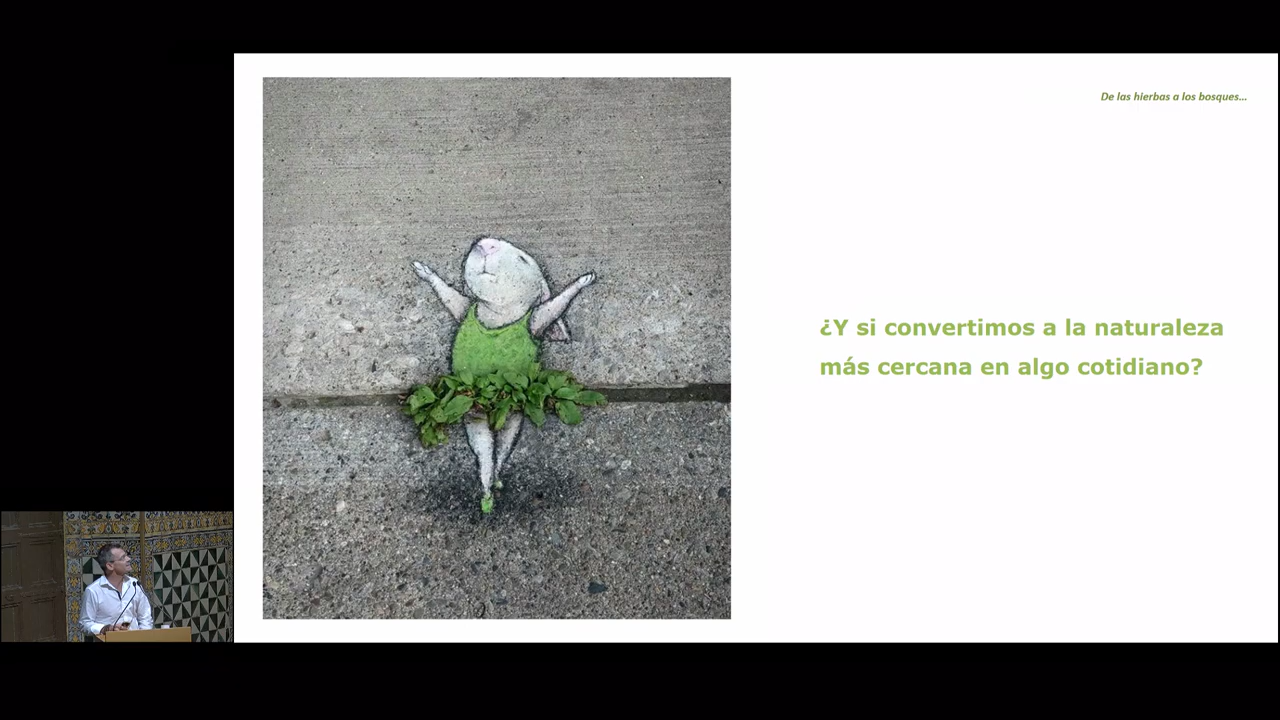 De las hierbas a los bosques...
¿Y si convertimos a la naturaleza
más cercana en algo cotidiano?